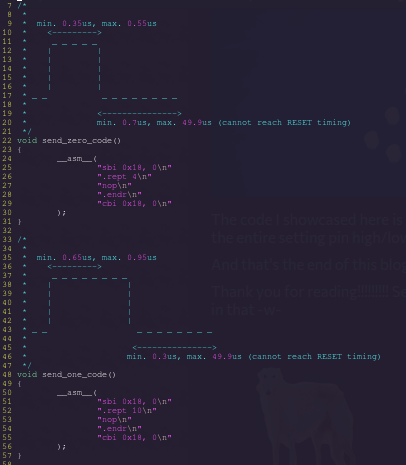 7 /*
8  *
9  *  min. 0.35us, max. 0.55us
10  *    <--------->
11  *     _ _ _ _ _
12  *    |         |
13  *    |         |
14  *    |         |
15  *    |         |
16  *    |         |
17  * _ _           _ _ _ _ _ _ _ _
18  *
19  *              <--------------->
20  *              min. 0.7us, max. 49.9us (cannot reach RESET timing)
21  */
22 void send_zero_code()
23 {
24         __asm__(
25                 "sbi 0x18, 0\n"
26                 ".rept 4\n"
27                 "nop\n"
28                 ".endr\n"
29                 "cbi 0x18, 0\n"
30         );
31 }
32
33 /*
34  *
35  *  min. 0.65us, max. 0.95us
36  *    <--------->
37  *     _ _ _ _ _ _ _ _
38  *    |               |
39  *    |               |
40  *    |               |
41  *    |               |
42  *    |               |
43  * _ _                 _ _ _ _ _ _ _ _
44  *
45  *                    <--------------->
46  *                    min. 0.3us, max. 49.9us (cannot reach RESET timing)
47  */
48 void send_one_code()
49 {
50         __asm__(
51                 "sbi 0x18, 0\n"
52                 ".rept 10\n"
53                 "nop\n"
54                 ".endr\n"
55                 "cbi 0x18, 0\n"
56         );
57 }
58
The code I showcased here is
the entire setting pin high/lo
And that's the end of this blo
Thank you for reading
in that -w-